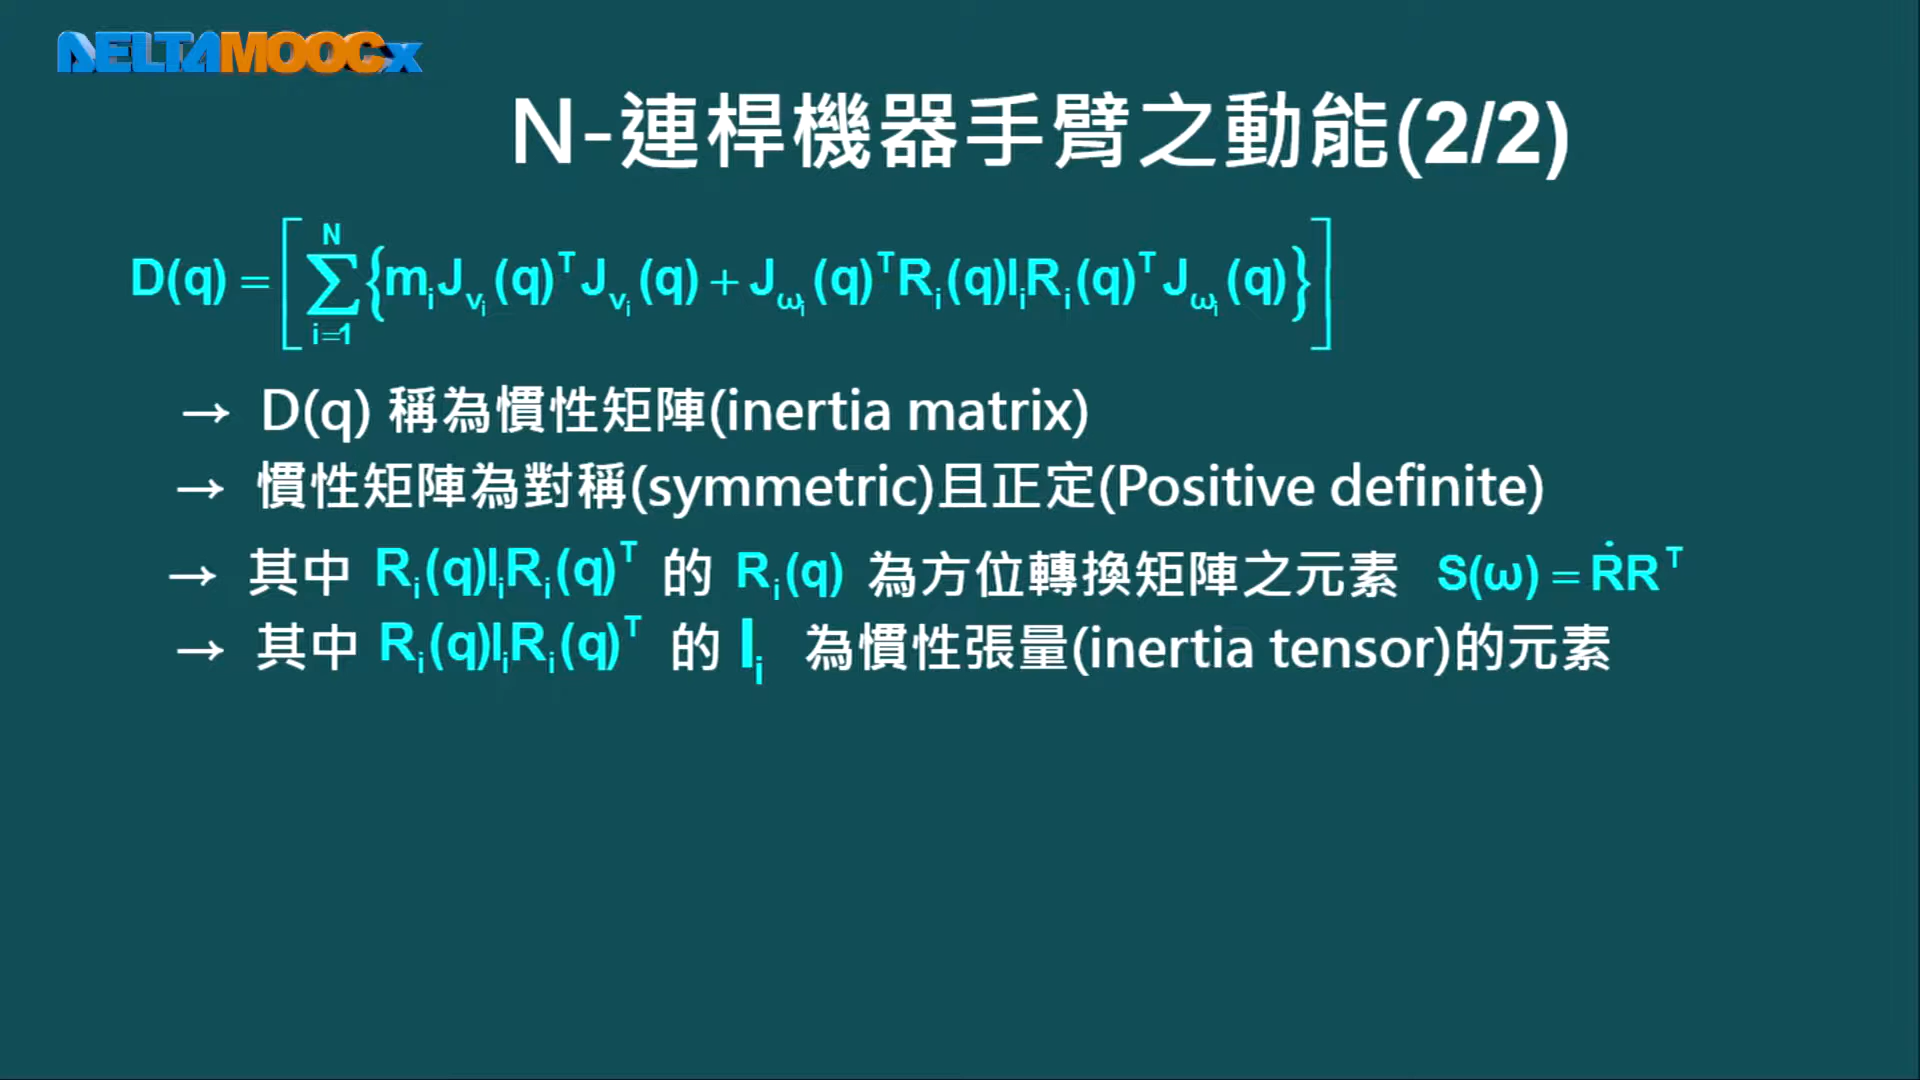 DELTAMOOCx
N-連桿機器手臂之動能(2/2)
D(q) = [ ∑_{i=1}^{N} { m_i J_{v_i}(q)^T J_{v_i}(q) + J_{ω_i}(q)^T R_i(q) I_i R_i(q)^T J_{ω_i}(q) } ]
→ D(q) 稱為慣性矩陣(inertia matrix)
→ 慣性矩陣為對稱(symmetric)且正定(Positive definite)
→ 其中 R_i(q)I_iR_i(q)^T 的 R_i(q) 為方位轉換矩陣之元素 S(ω) = ṘR^T
→ 其中 R_i(q)I_iR_i(q)^T 的 I_i 為慣性張量(inertia tensor)的元素